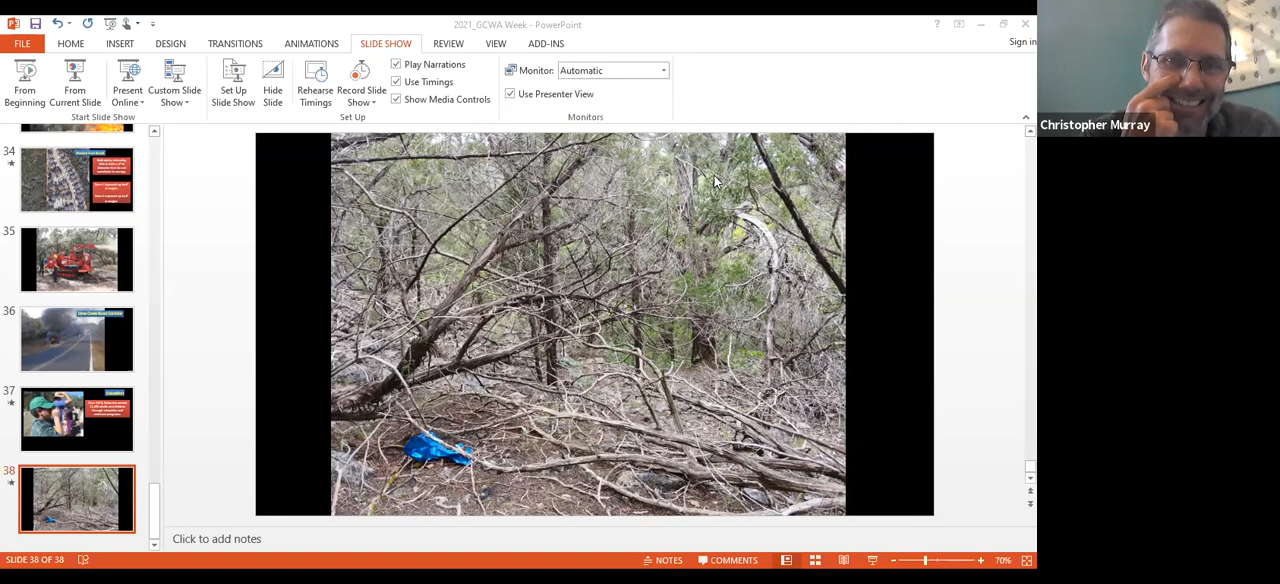 2021_GCWA Week - PowerPoint
FILE HOME INSERT DESIGN TRANSITIONS ANIMATIONS SLIDE SHOW REVIEW VIEW ADD-INS Sign in
From Beginning
From Current Slide
Present Online
Custom Slide Show
Start Slide Show
Set Up Slide Show
Hide Slide
Rehearse Timings
Record Slide Show
Play Narrations
Use Timings
Show Media Controls
Set Up
Monitor: Automatic
Use Presenter View
Monitors
Christopher Murray
34
35
36
37
38
Click to add notes
SLIDE 38 OF 38 NOTES COMMENTS 70%